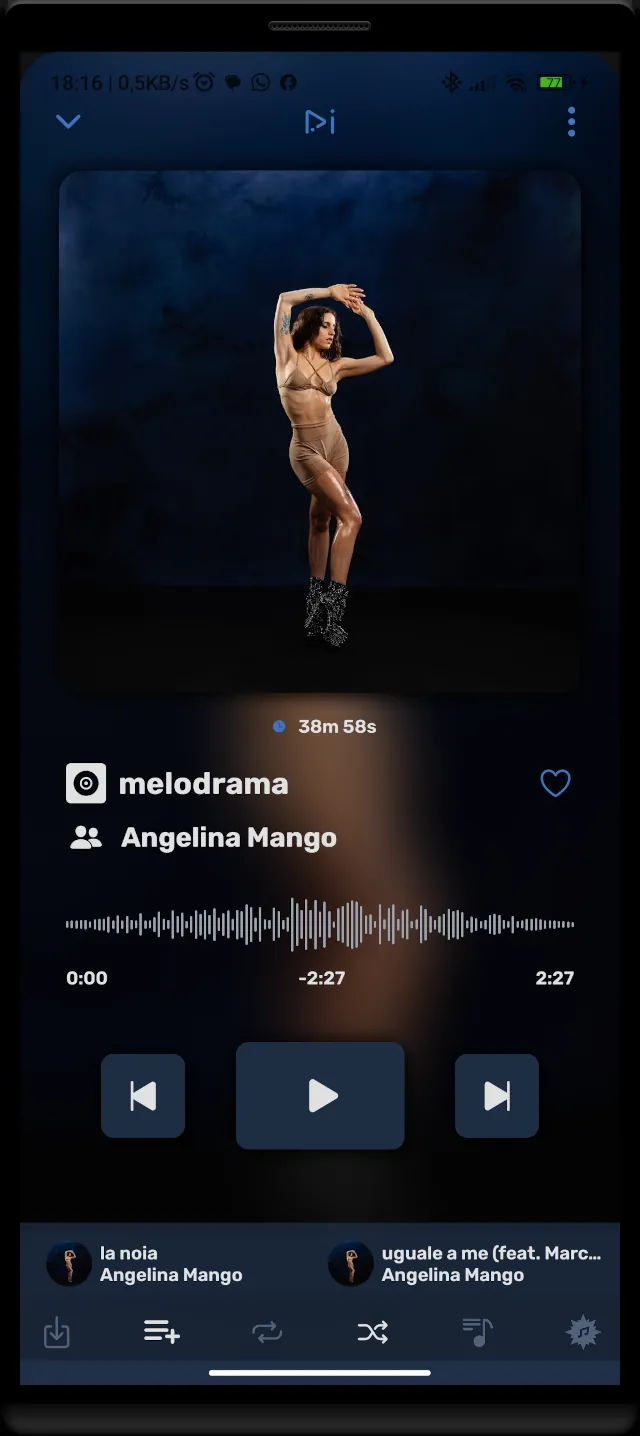 18:16 | 0,5KB/s
77
38m 58s
melodrama
Angelina Mango
0:00 -2:27 2:27
la noia
Angelina Mango
uguale a me (feat. Marc...
Angelina Mango